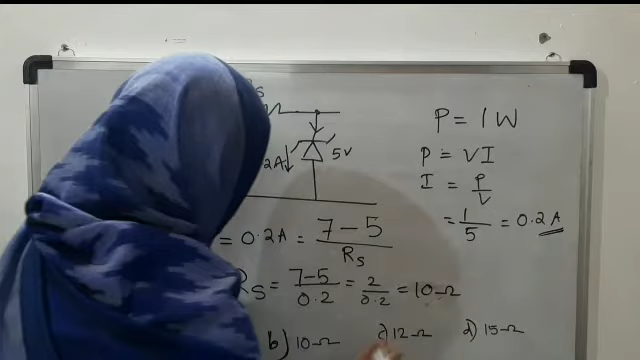 S
P = 1W
P = VI
5V
2A
I = P/V
= 1/5 = 0.2A
= 0.2A = 7-5/Rs
Rs = 7-5/0.2 = 2/0.2 = 10Ω
b) 10Ω c) 12Ω d) 15Ω